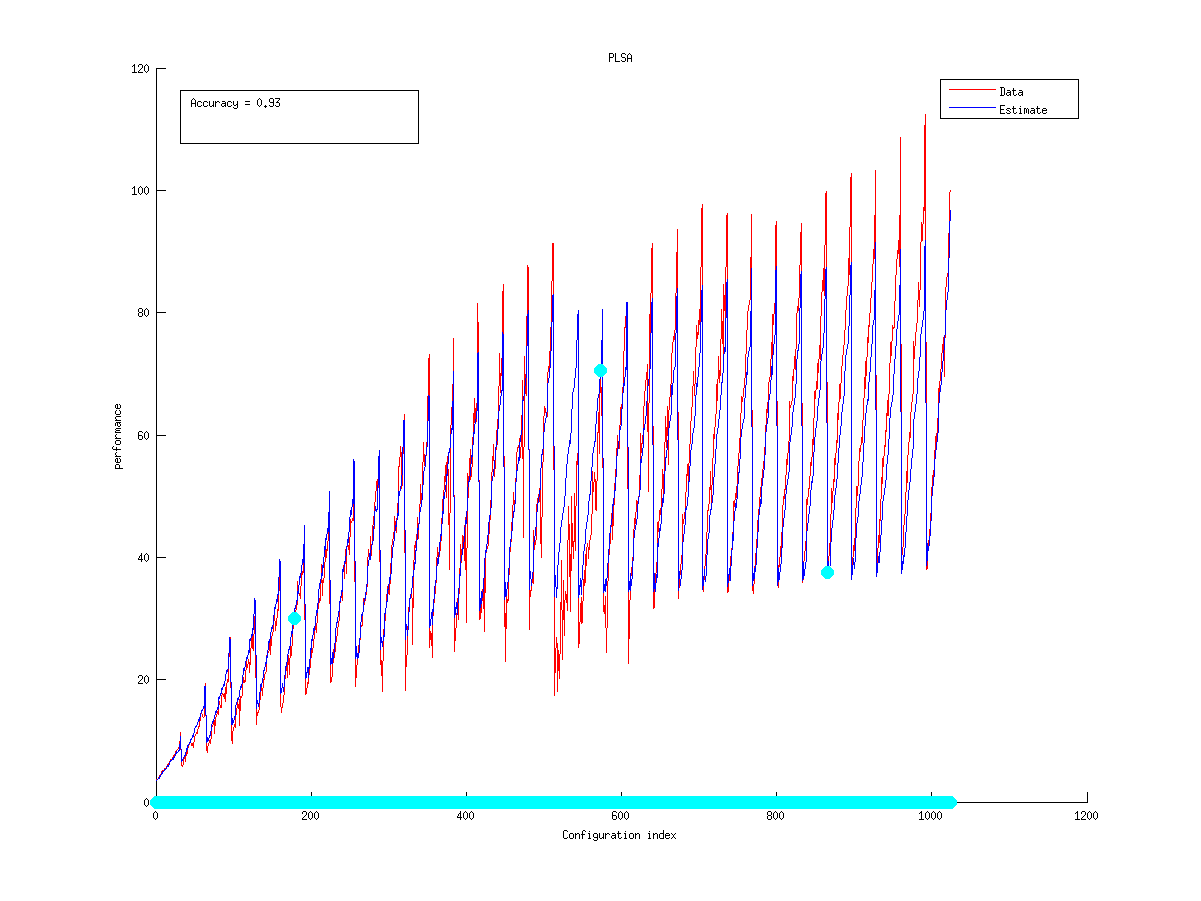 PLSA
Accuracy = 0.93
Data
Estimate
120
100
80
60
40
20
0
performance
0 200 400 600 800 1000 1200
Configuration index